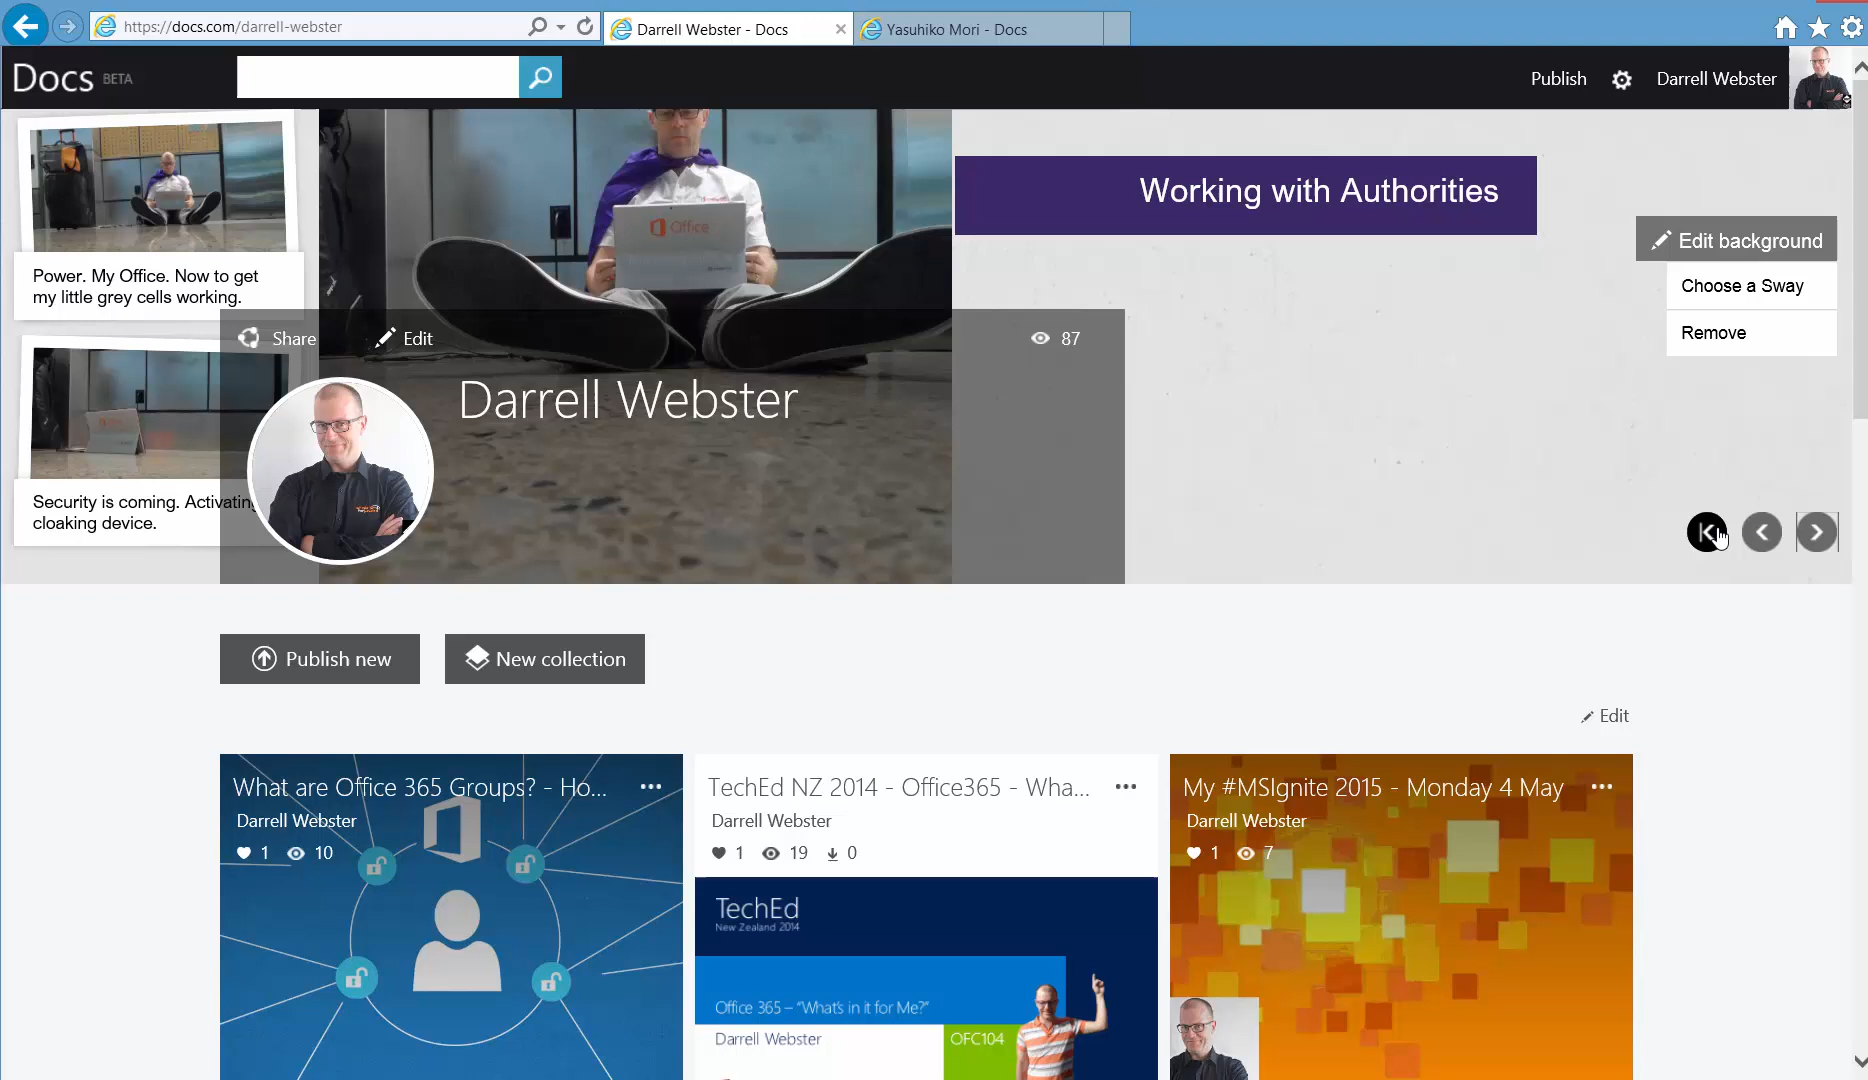 https://docs.com/darrell-webster
Darrell Webster - Docs
Yasuhiko Mori - Docs
Docs BETA
Publish
Darrell Webster
Working with Authorities
Office
Edit background
Choose a Sway
Remove
Power. My Office. Now to get
my little grey cells working.
Share
Edit
87
Darrell Webster
Security is coming. Activating
cloaking device.
Publish new
New collection
Edit
What are Office 365 Groups? - Ho...
Darrell Webster
1 10
TechEd NZ 2014 - Office365 - Wha...
Darrell Webster
1 19 0
TechEd
New Zealand 2014
Office 365 – "What's in it for Me?"
Darrell Webster
OFC104
My #MSIgnite 2015 - Monday 4 May
Darrell Webster
1 7